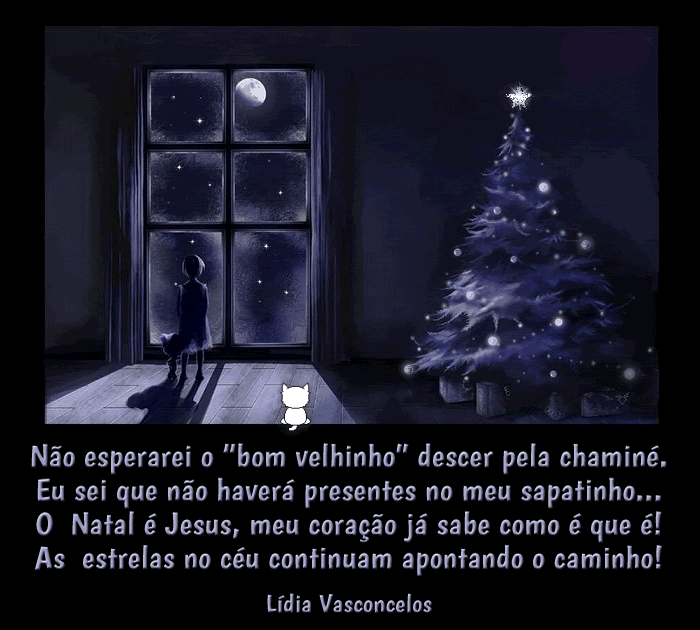 Não esperarei o "bom velhinho" descer pela chaminé.
Eu sei que não haverá presentes no meu sapatinho...
O Natal é Jesus, meu coração já sabe como é que é!
As estrelas no céu continuam apontando o caminho!
Lídia Vasconcelos